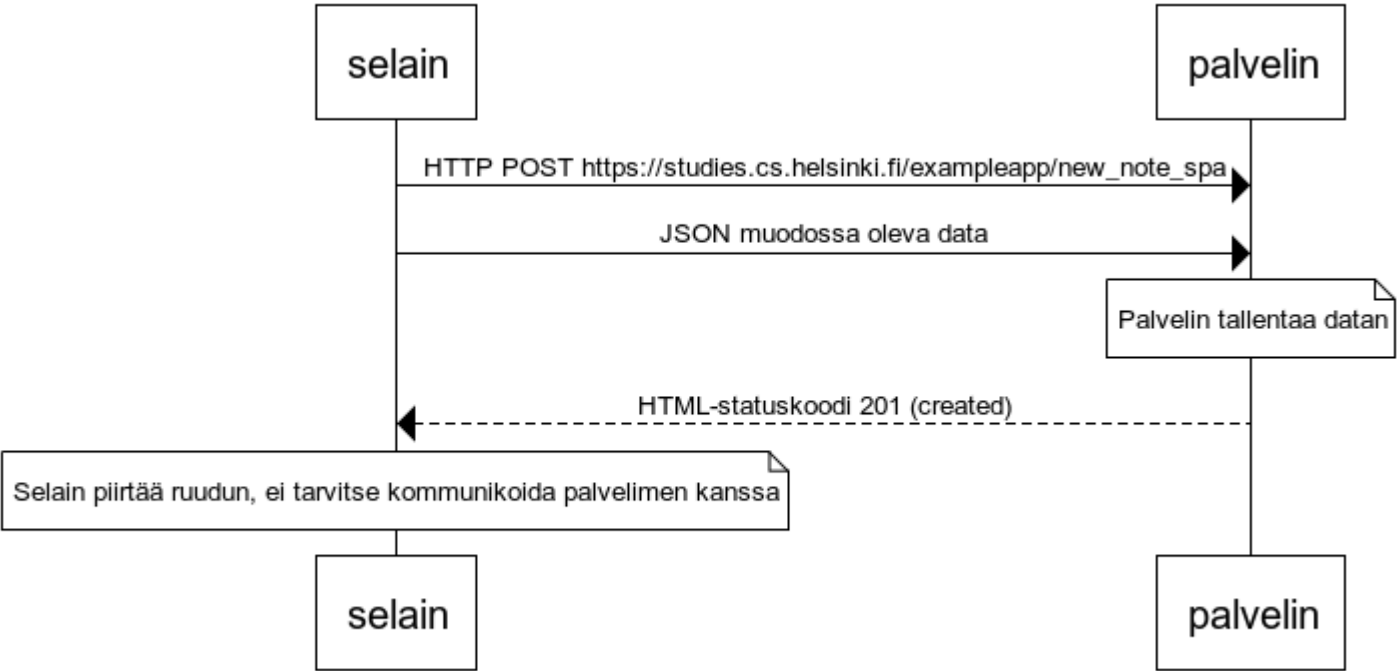 selain
palvelin
HTTP POST https://studies.cs.helsinki.fi/exampleapp/new_note_spa
JSON muodossa oleva data
Palvelin tallentaa datan
HTML-statuskoodi 201 (created)
Selain piirtää ruudun, ei tarvitse kommunikoida palvelimen kanssa
selain
palvelin